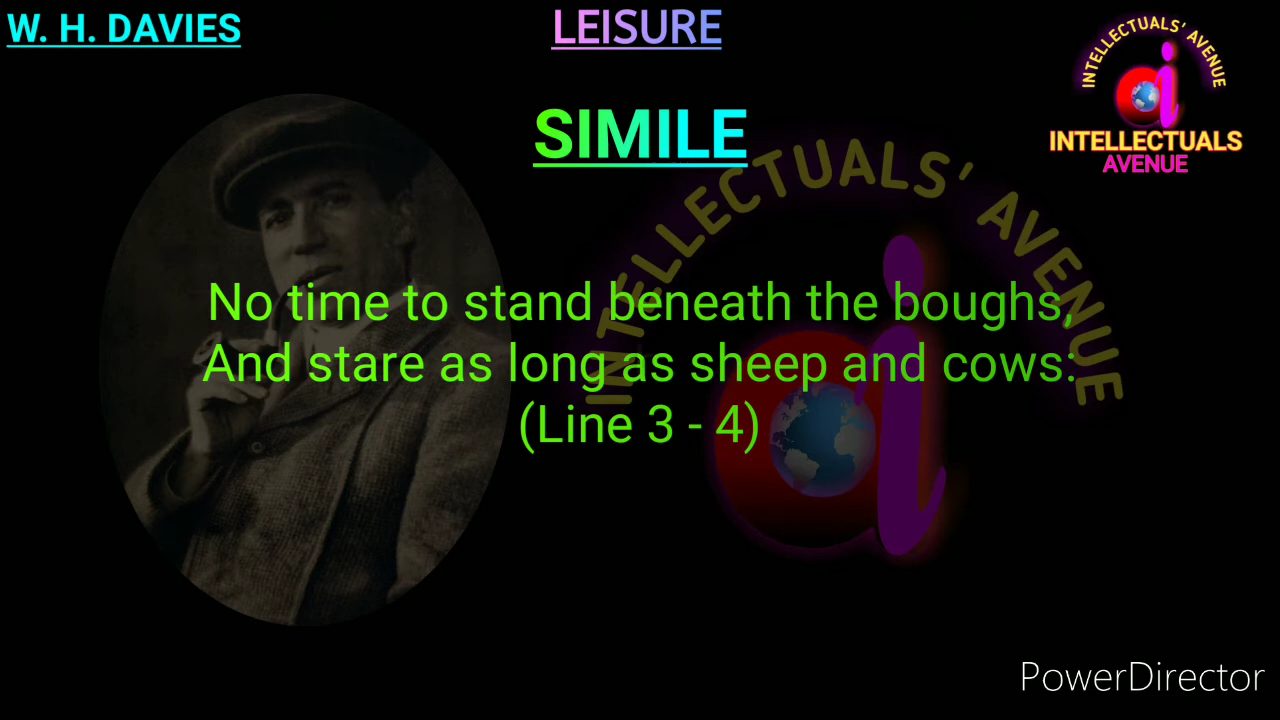 W. H. DAVIES
LEISURE
INTELLECTUALS' AVENUE
INTELLECTUALS
AVENUE
SIMILE
INTELLECTUALS' AVENUE
No time to stand beneath the boughs,
And stare as long as sheep and cows:
(Line 3 - 4)
PowerDirector